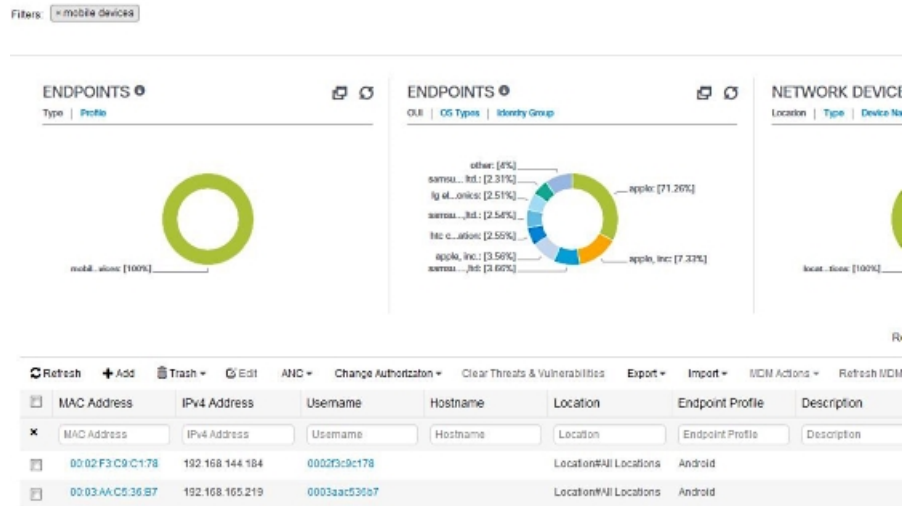 Filters: × mobile devices
ENDPOINTS
Type | Profile
mobil...vices: [100%]
ENDPOINTS
OUI | OS Types | Identity Group
other: [4%]
samsu... ltd.: [2.31%]
lg el...onics: [2.51%]
samsu...,ltd.: [2.54%]
htc c...ation: [2.55%]
apple, inc.: [3.56%]
samsu...,ltd: [3.66%]
apple: [71.26%]
apple, inc: [7.33%]
NETWORK DEVICE
Location | Type | Device Na
locat...tions: [100%]
Re
Refresh Add Trash Edit ANC Change Authorizaton Clear Threats & Vulnerabilities Export Import MDM Actions Refresh MDM
MAC Address IPv4 Address Username Hostname Location Endpoint Profile Description
× MAC Address IPv4 Address Username Hostname Location Endpoint Profile Description
00:02:F3:C9:C1:78 192.168.144.184 0002f3c9c178 Location#All Locations Android
00:03:AA:C5:36:B7 192.168.165.219 0003aac536b7 Location#All Locations Android